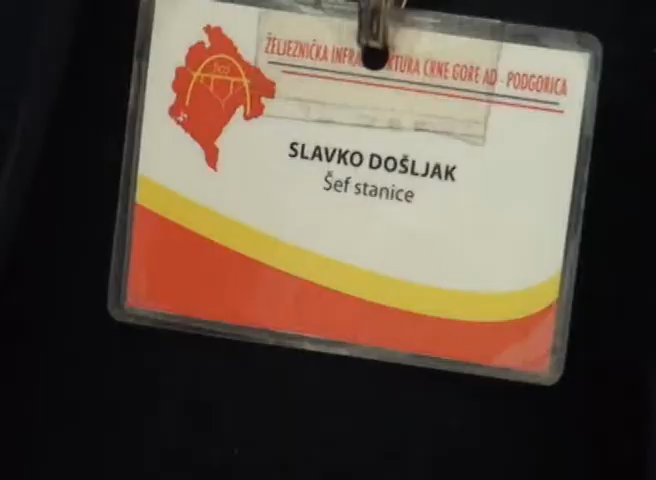 ŽELJEZNIČKA CRNE GORE AD - PODGORICA
SLAVKO DOŠLJAK
Šef stanice